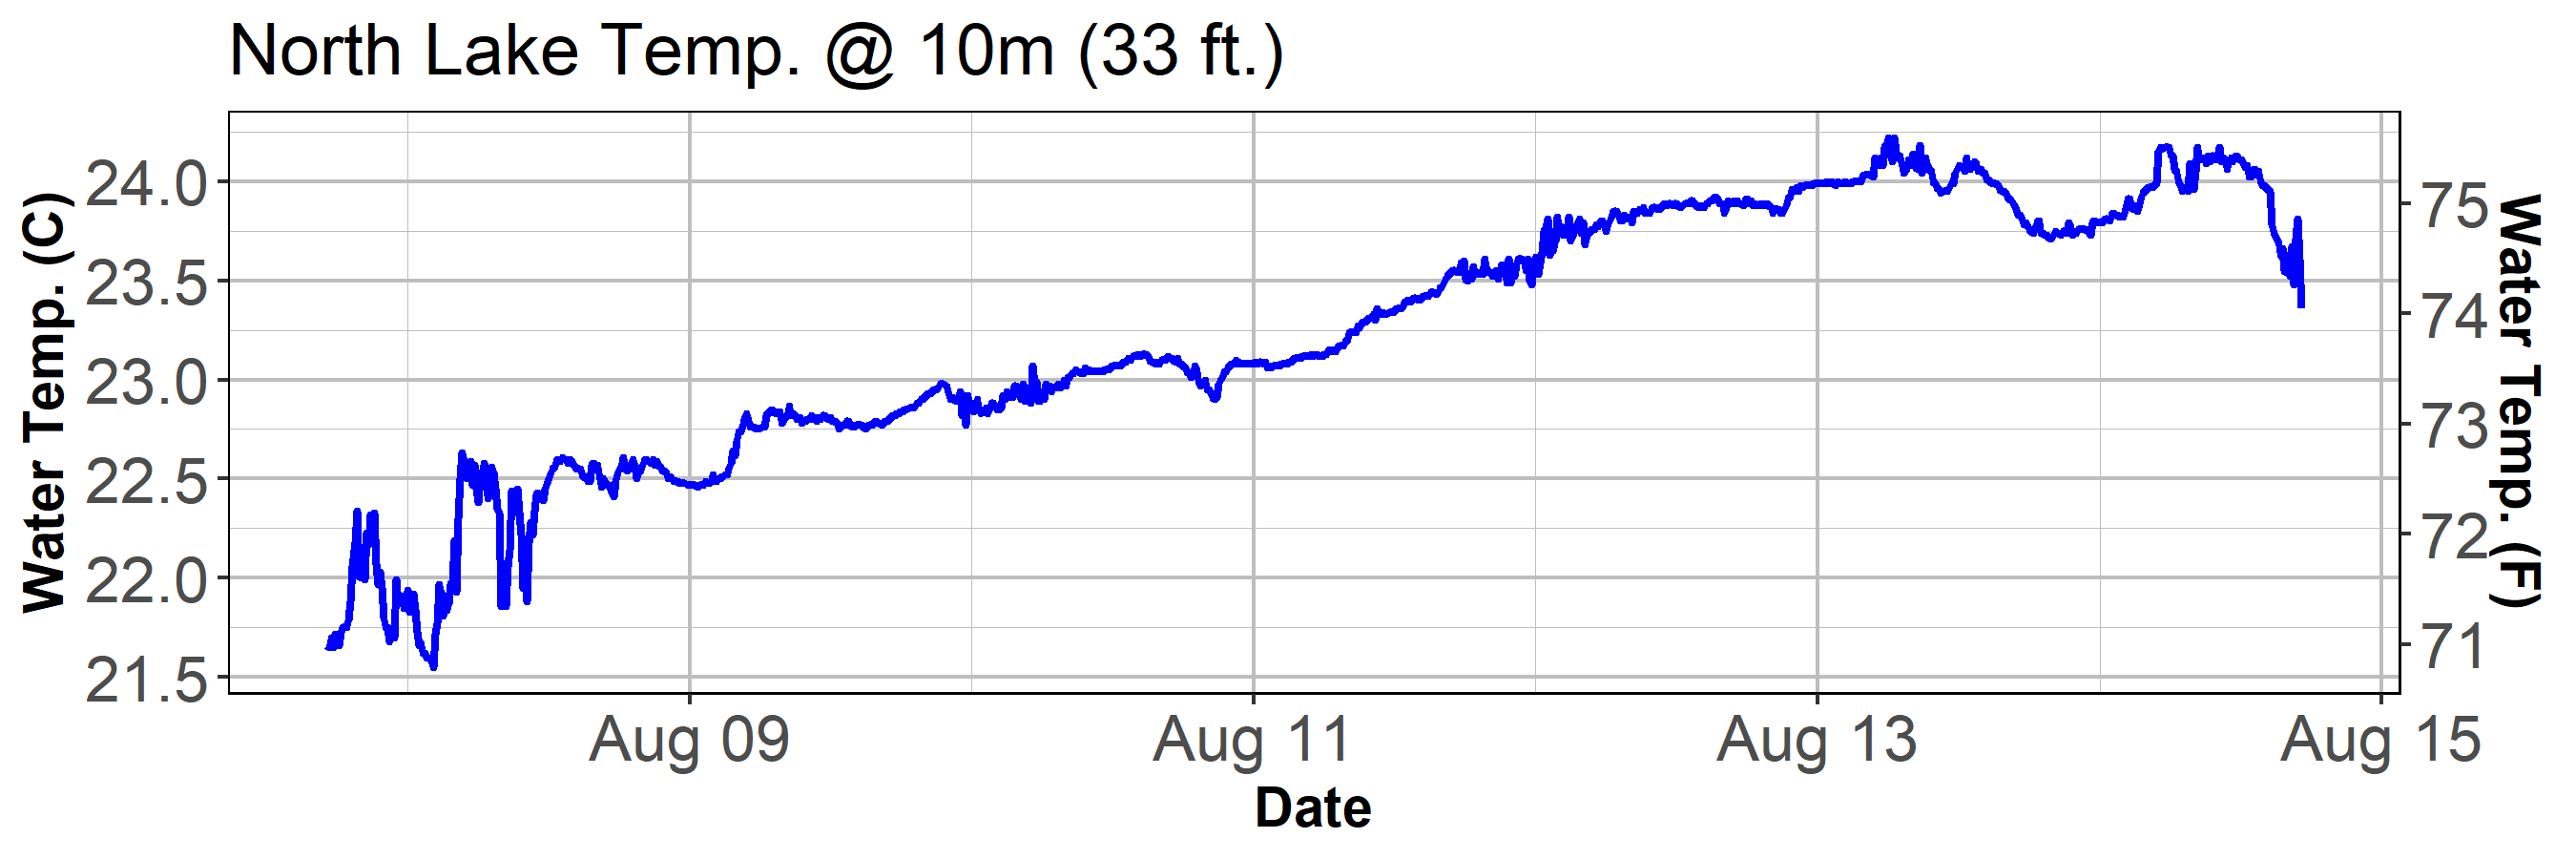 North Lake Temp. @ 10m (33 ft.)
Water Temp. (C)
24.0
23.5
23.0
22.5
22.0
21.5
75
74
73
72
71
Water Temp. (F)
Aug 09 Aug 11 Aug 13 Aug 15
Date